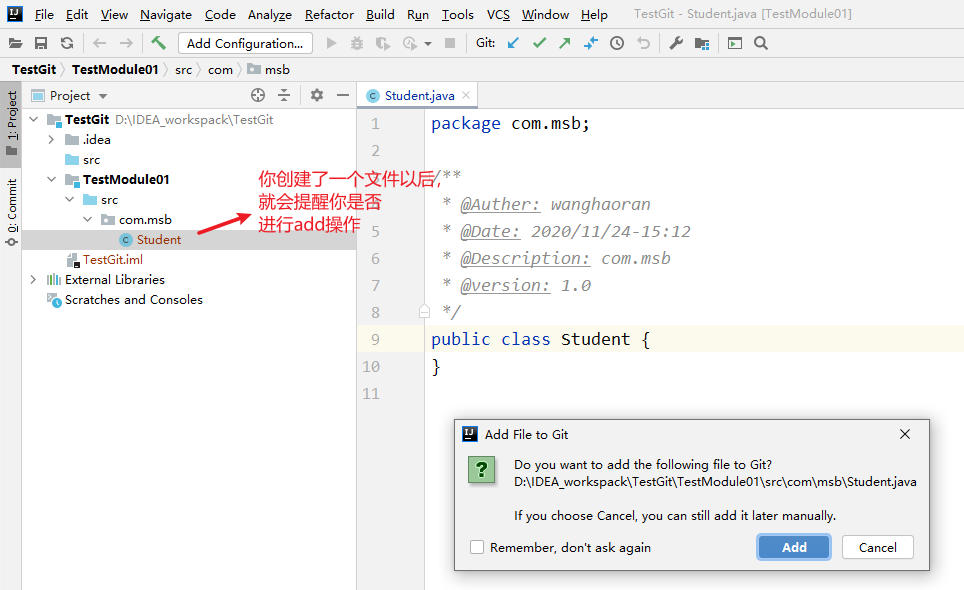 File Edit View Navigate Code Analyze Refactor Build Run Tools VCS Window Help TestGit - Student.java [TestModule01]
Add Configuration... Git:
TestGit TestModule01 src com msb
1: Project
0: Commit
Project
TestGit D:\IDEA_workspack\TestGit
.idea
src
TestModule01
src
com.msb
Student
TestGit.iml
External Libraries
Scratches and Consoles
你创建了一个文件以后,
就会提醒你是否
进行add操作
Student.java
1 package com.msb;
2
/**
* @Auther: wanghaoran
5 * @Date: 2020/11/24-15:12
6 * @Description: com.msb
7 * @version: 1.0
8 */
9 public class Student {
10 }
11
Add File to Git
Do you want to add the following file to Git?
D:\IDEA_workspack\TestGit\TestModule01\src\com\msb\Student.java
If you choose Cancel, you can still add it later manually.
Remember, don't ask again
Add Cancel